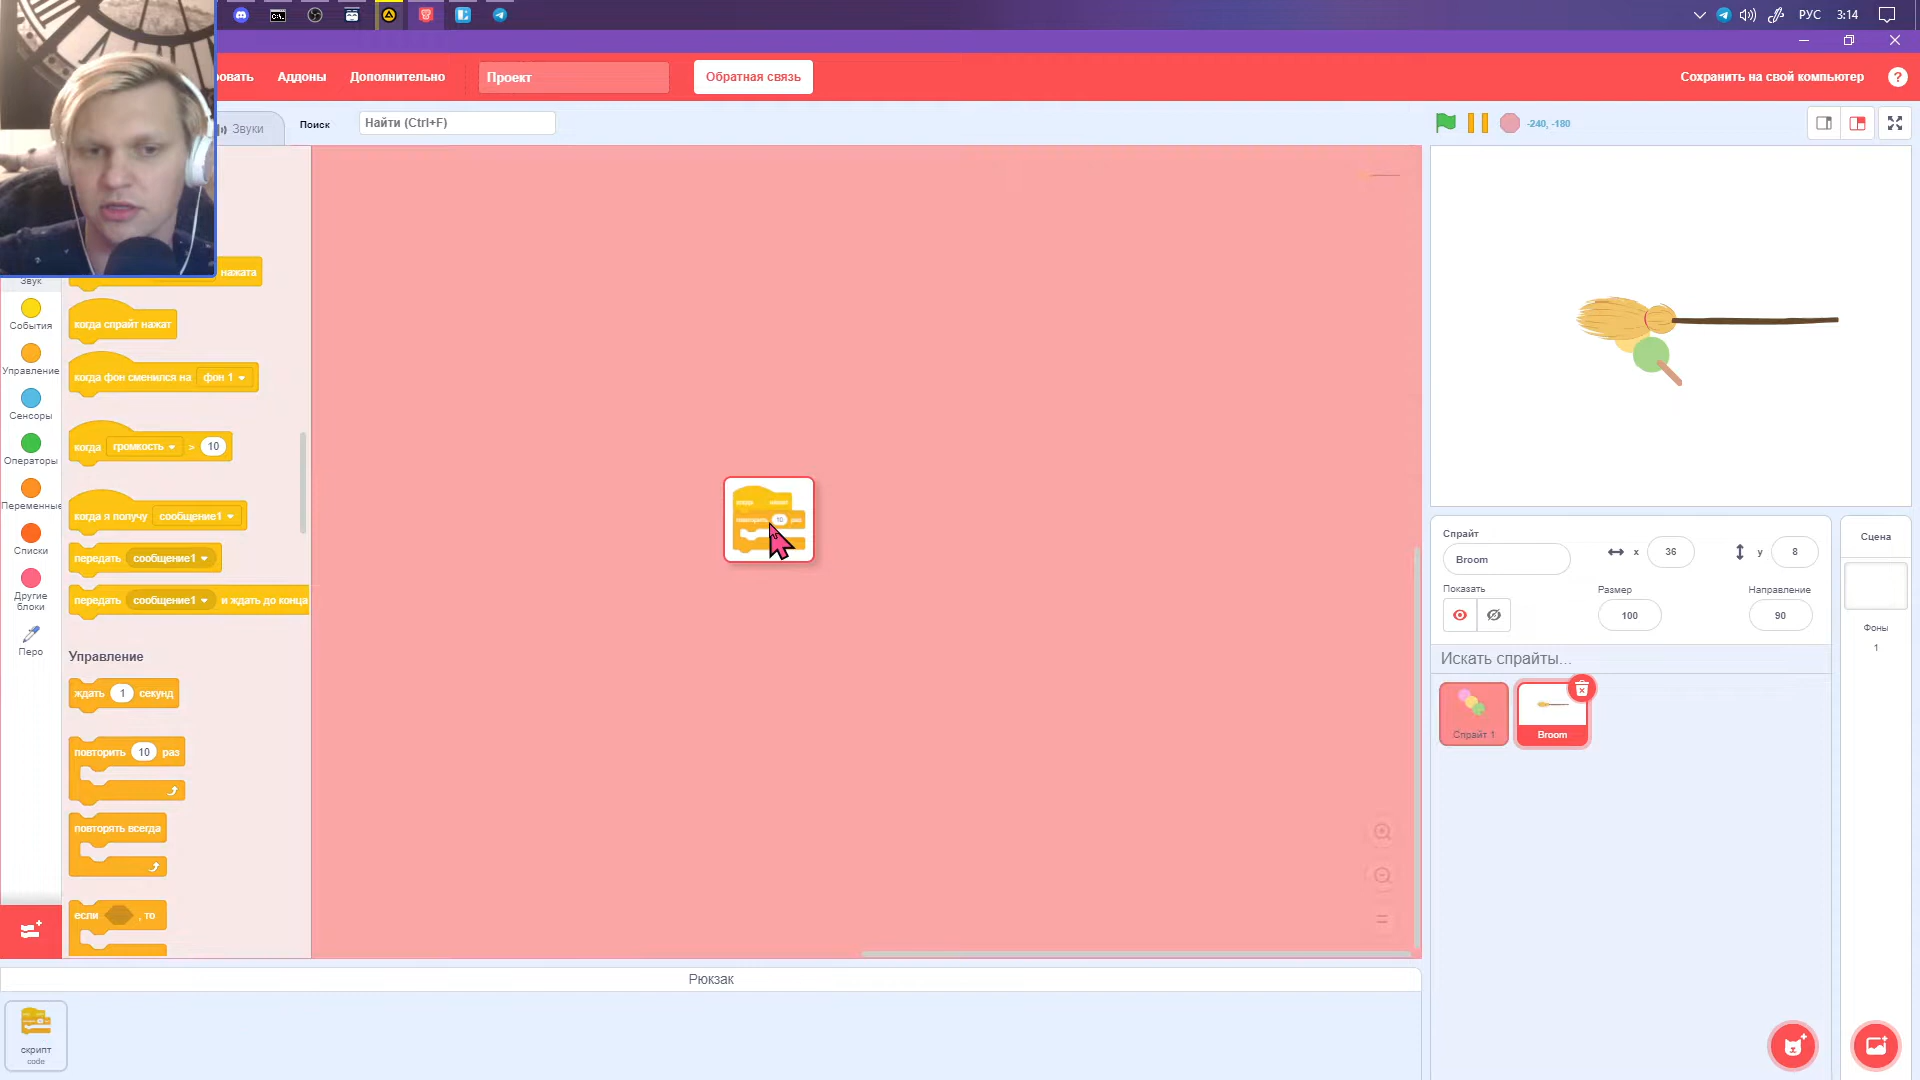 РУС
3:14
овать
Аддоны
Дополнительно
Проект
Обратная связь
Сохранить на свой компьютер
?
Звуки
Поиск
Найти (Ctrl+F)
-240, -180
Звук
События
Управление
Сенсоры
Операторы
Переменные
Списки
Другие
блоки
Перо
нажата
когда спрайт нажат
когда фон сменился на фон 1
когда громкость > 10
когда я получу сообщение1
передать сообщение1
передать сообщение1 и ждать до конца
Управление
ждать 1 секунд
повторить 10 раз
повторять всегда
если , то
повторить 10 раз
Спрайт
Broom
x 36
y 8
Показать
Размер
100
Направление
90
Искать спрайты...
Спрайт 1
Broom
Сцена
Фоны
1
Рюкзак
скрипт
code